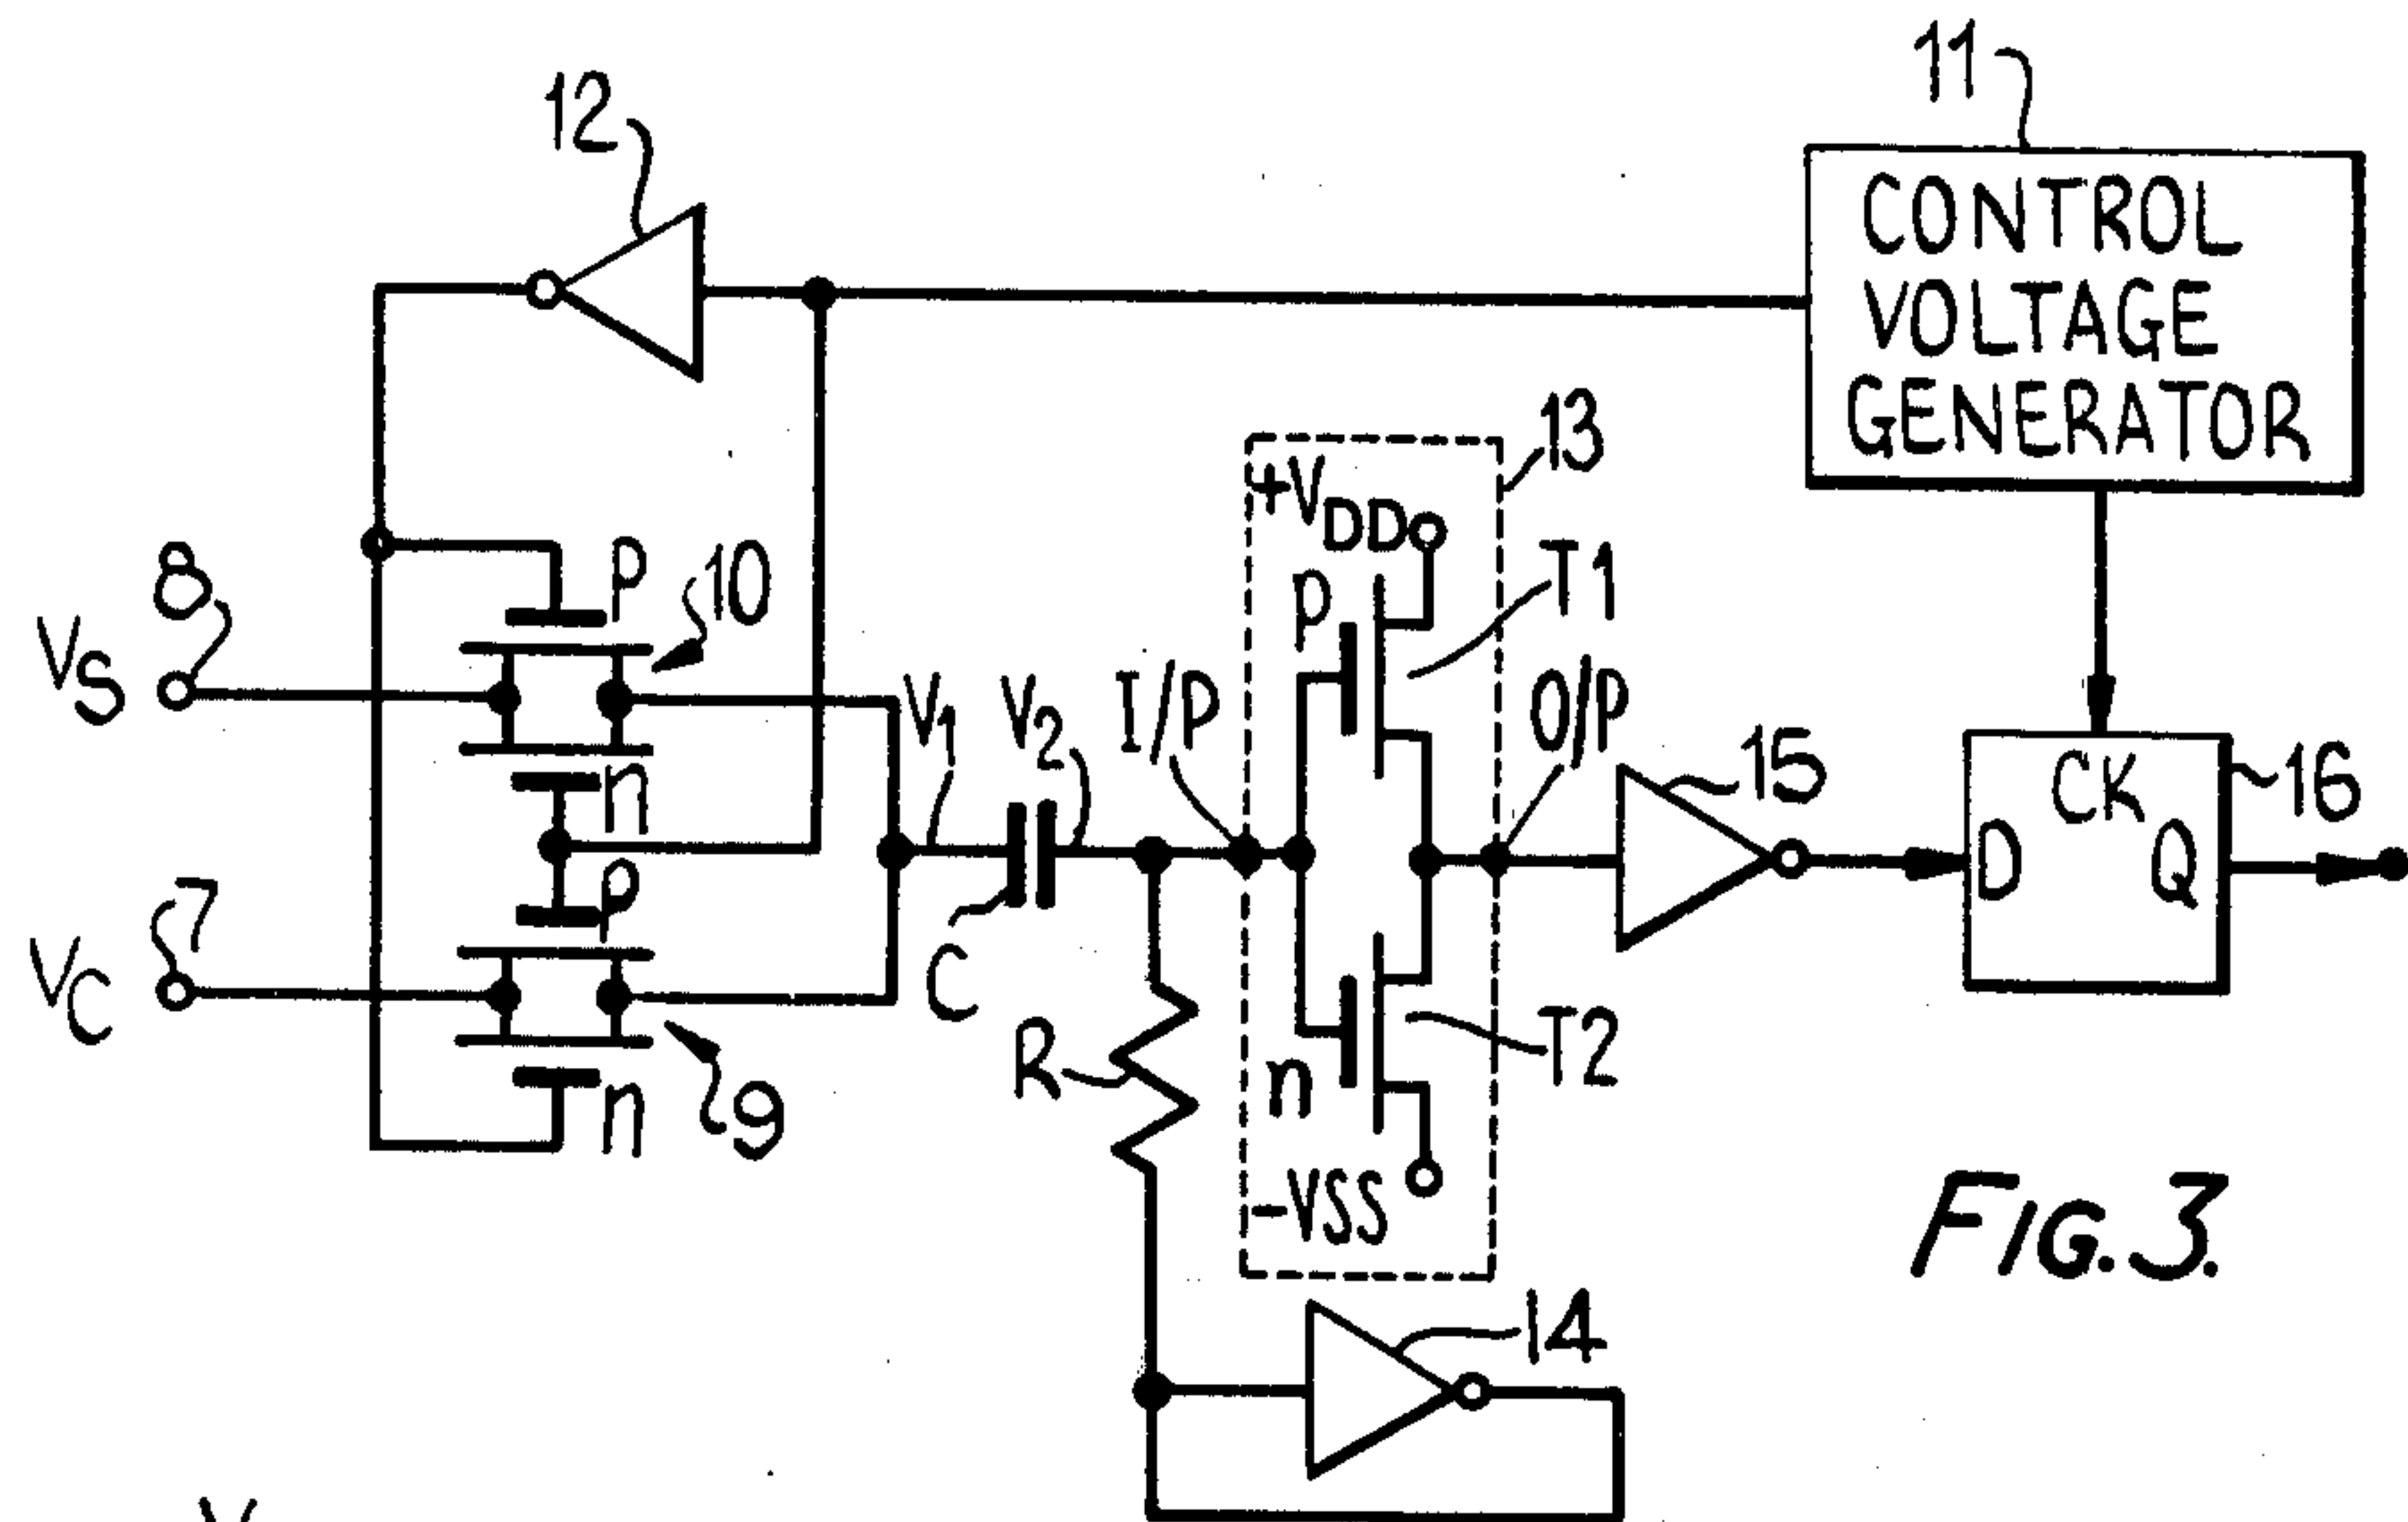 11
12
CONTROL
VOLTAGE
GENERATOR
13
+VDD
8
p
10
p
T1
VS
V1
V2
I/P
O/P
15
n
CK
16
7
p
D
Q
VC
C
R
n
T2
n
9
-VSS
FIG. 3.
14